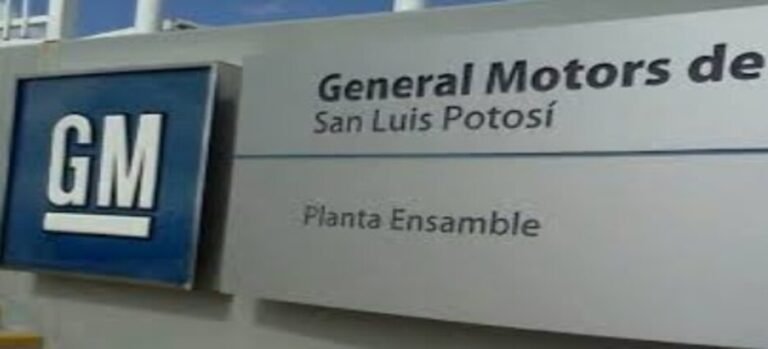 GM
General Motors de
San Luis Potosí
Planta Ensamble